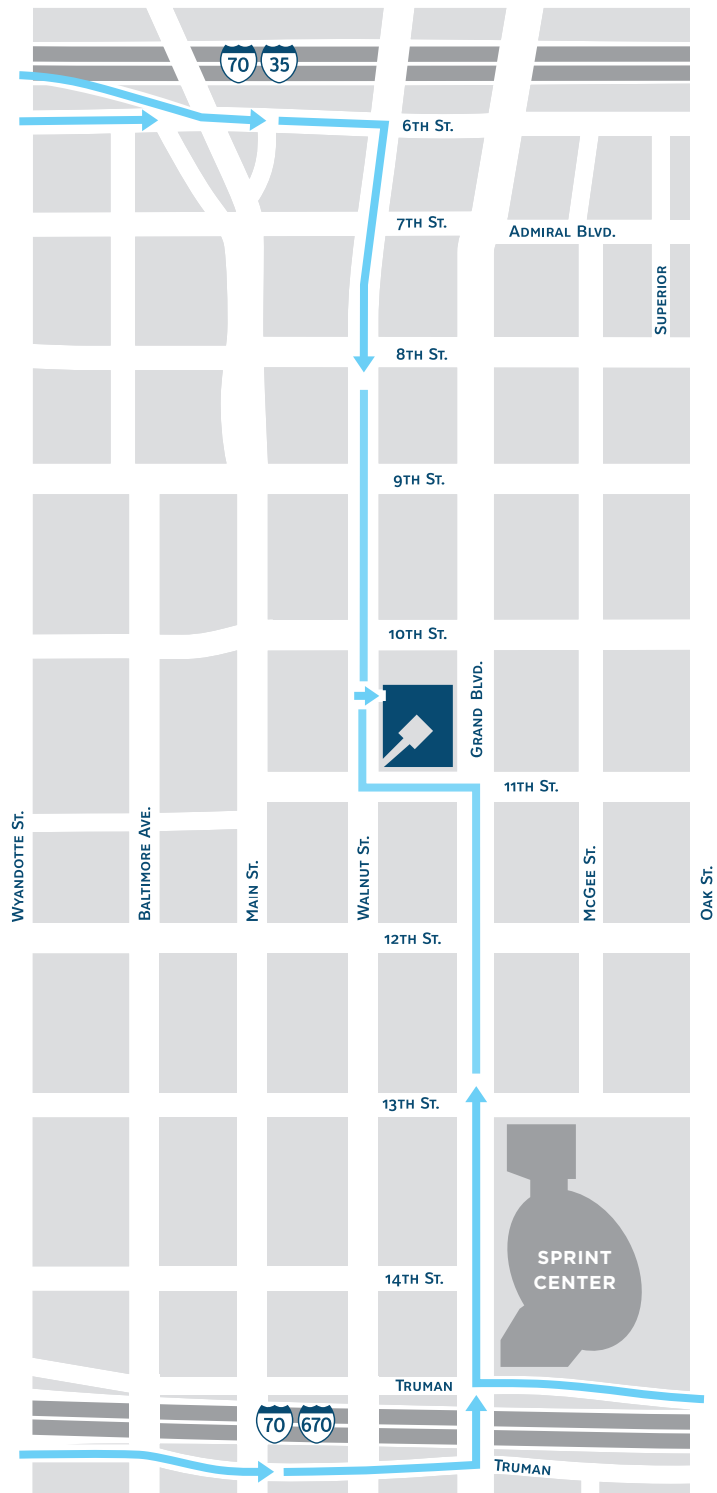 70 35
6TH ST.
7TH ST.
ADMIRAL BLVD.
SUPERIOR
8TH ST.
9TH ST.
10TH ST.
GRAND BLVD.
11TH ST.
WYANDOTTE ST.
BALTIMORE AVE.
MAIN ST.
WALNUT ST.
MCGEE ST.
OAK ST.
12TH ST.
13TH ST.
SPRINT
CENTER
14TH ST.
TRUMAN
70 670
TRUMAN